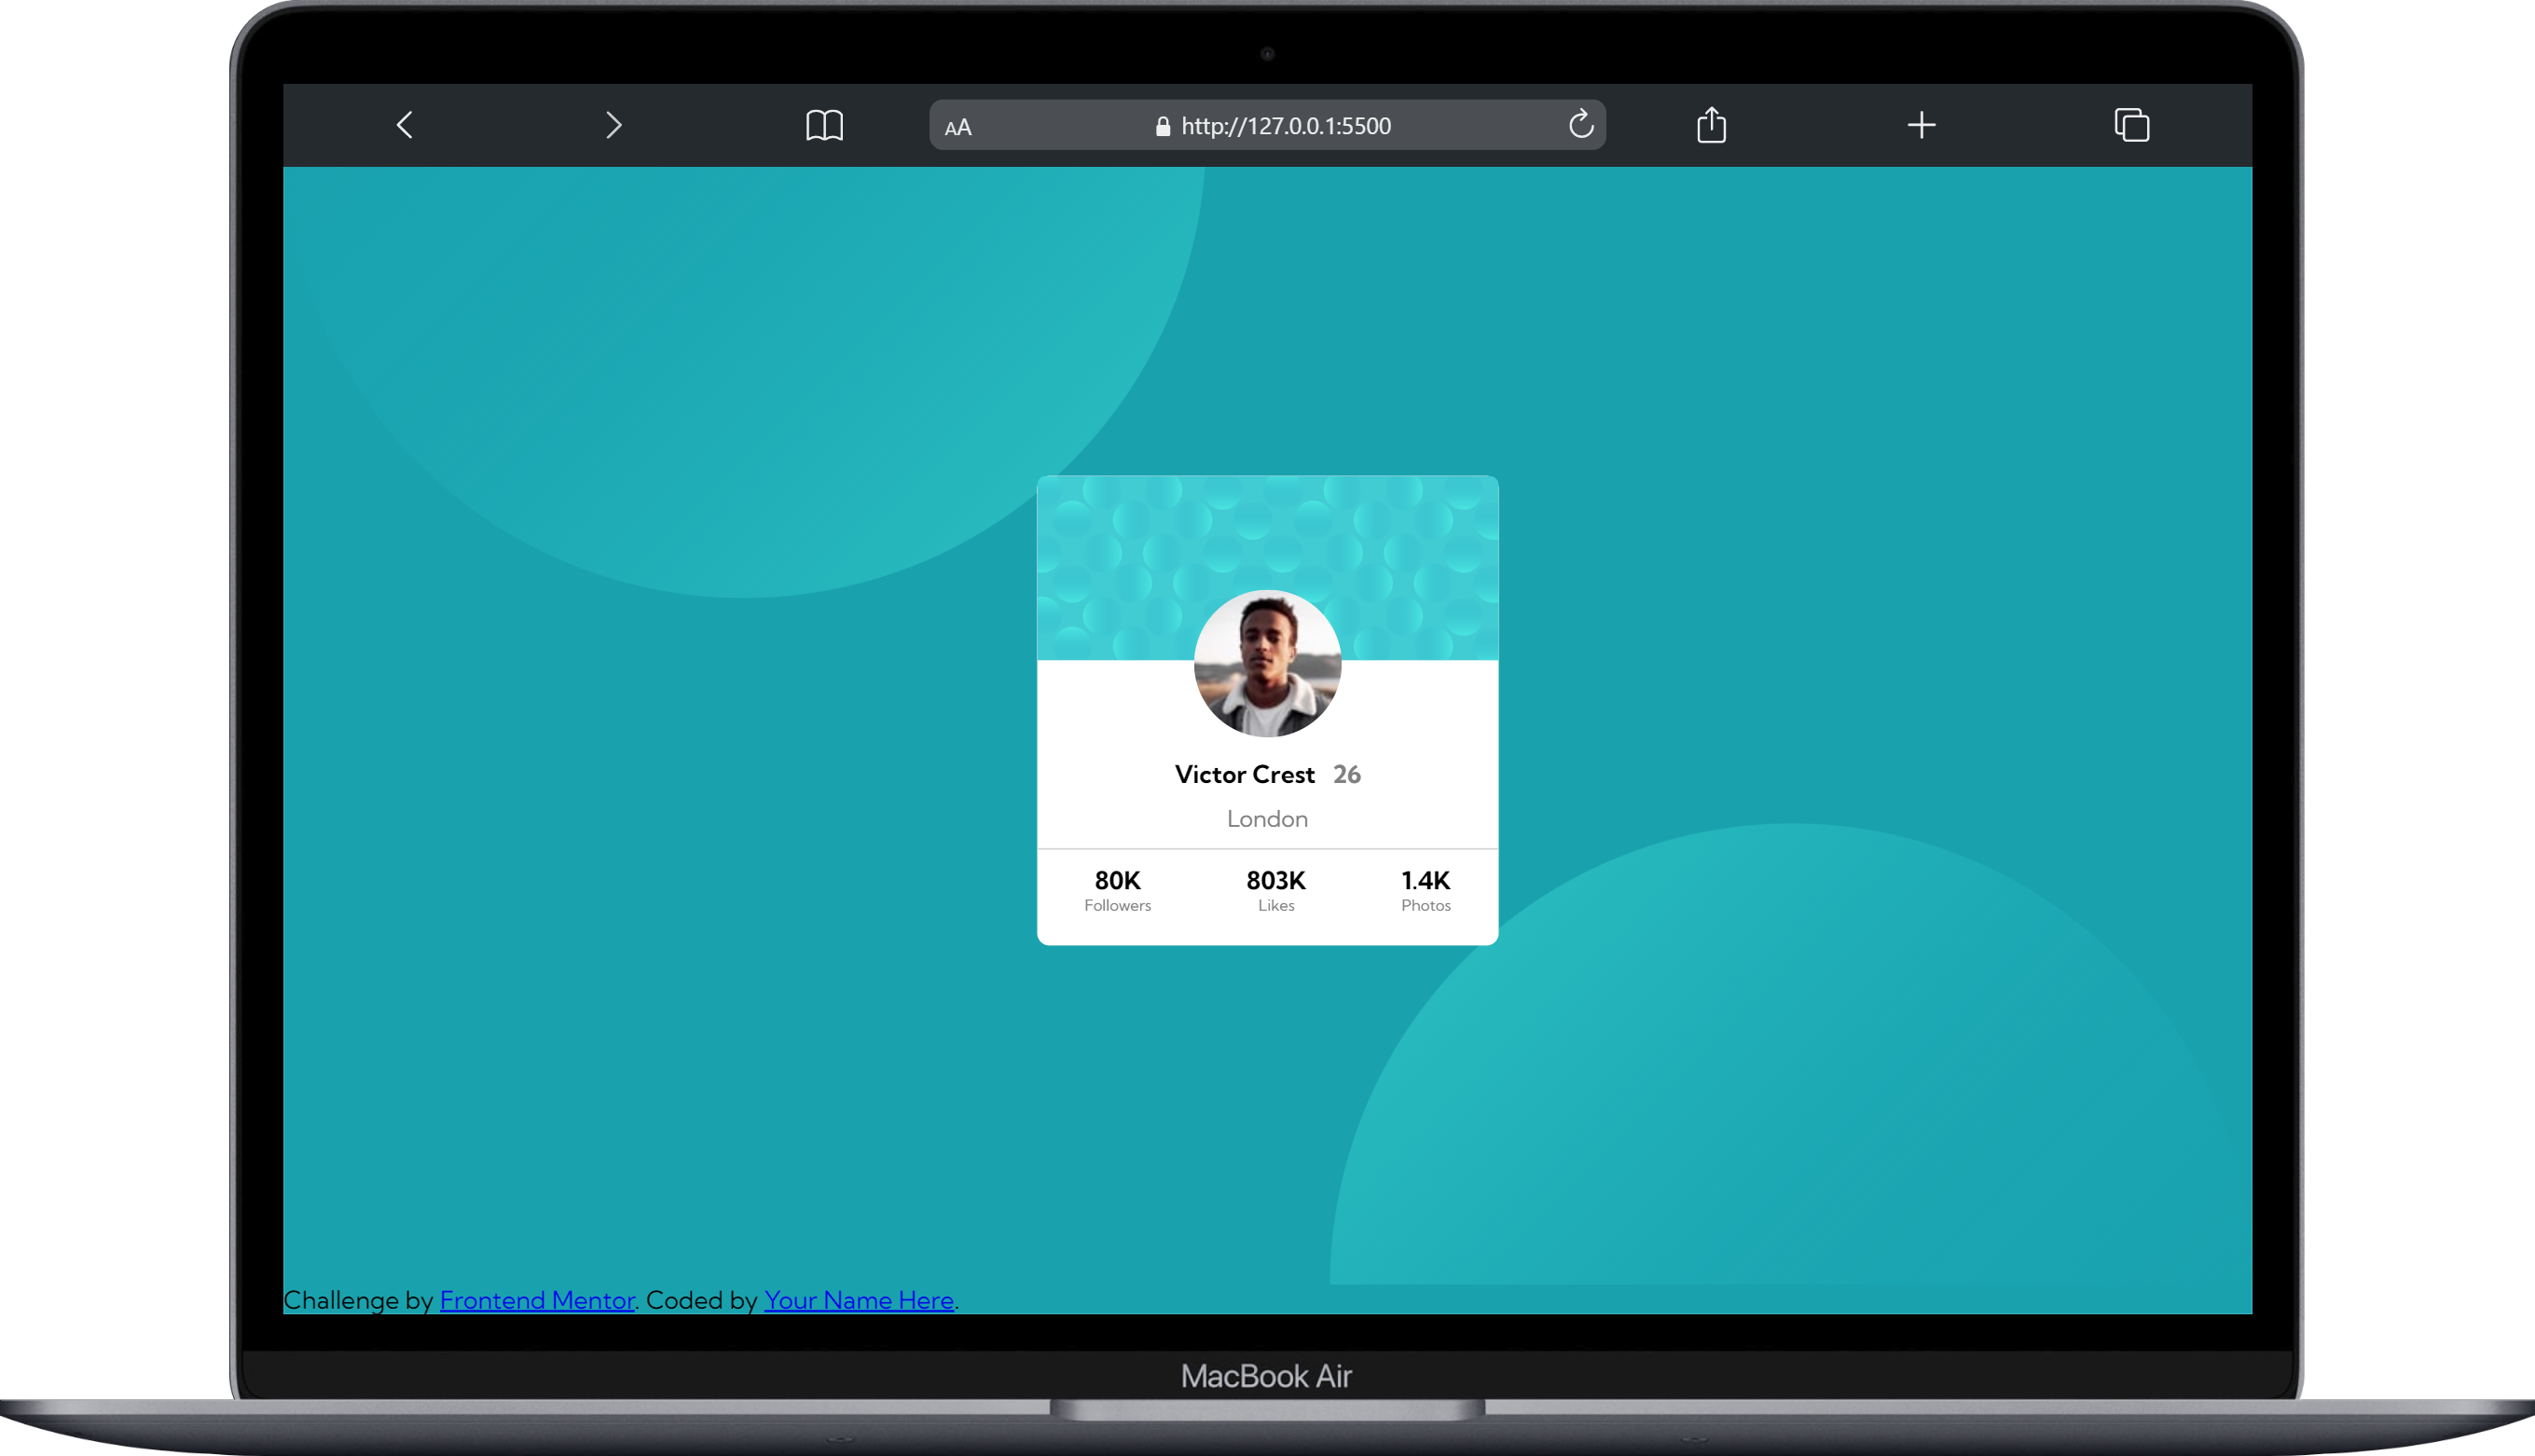 AA http://127.0.0.1:5500
Victor Crest 26
London
80K 803K 1.4K
Followers Likes Photos
Challenge by Frontend Mentor. Coded by Your Name Here.
MacBook Air